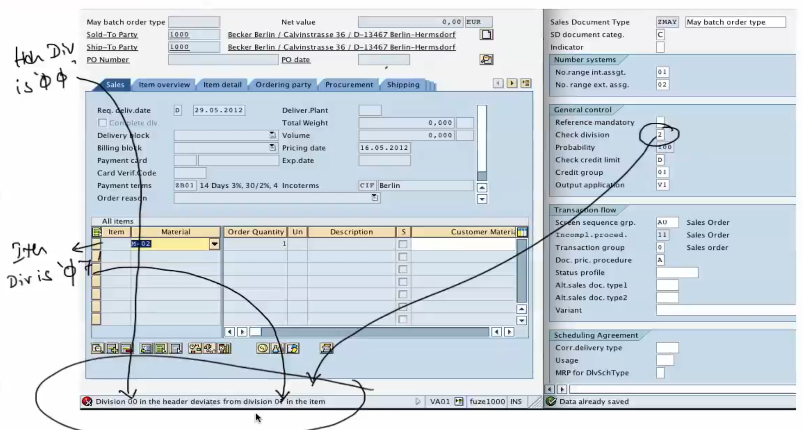 May batch order type Net value 0,00 EUR
Sold-To Party 1000 Becker Berlin / Calvinstrasse 36 / D-13467 Berlin-Hermsdorf
Ship-To Party 1000 Becker Berlin / Calvinstrasse 36 / D-13467 Berlin-Hermsdorf
PO Number PO date
Sales Item overview Item detail Ordering party Procurement Shipping
Req. deliv.date D 29.05.2012 Deliver.Plant
Complete dlv. Total Weight 0,000
Delivery block Volume 0,000
Billing block Pricing date 16.05.2012
Payment card Exp.date
Card Verif.Code
Payment terms ZB01 14 Days 3%, 30/2%, 4 Incoterms CIF Berlin
Order reason
All items
Item Material Order Quantity Un Description S Customer Materia
M-02 1
Division 00 in the header deviates from division 07 in the item
VA01 fuze1000 INS
Div
is 'ΦΦ'
Item
Div is 'Φ7
Sales Document Type ZMAY May batch order type
SD document categ. C
Indicator
Number systems
No.range int.assgt. 01
No. range ext. assg. 02
General control
Reference mandatory
Check division 2
Probability 100
Check credit limit D
Credit group 01
Output application V1
Transaction flow
Screen sequence grp. AU Sales Order
Incompl.proced. 11 Sales Order
Transaction group 0 Sales order
Doc. pric. procedure A
Status profile
Alt.sales doc. type1
Alt.sales doc. type2
Variant
Scheduling Agreement
Corr.delivery type
Usage
MRP for DlvSchType
Data already saved